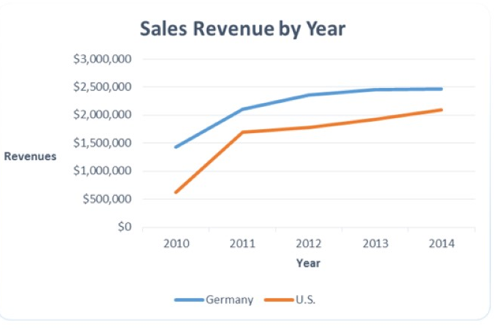 Sales Revenue by Year
$3,000,000
$2,500,000
$2,000,000
$1,500,000
Revenues
$1,000,000
$500,000
$0
2010 2011 2012 2013 2014
Year
Germany U.S.